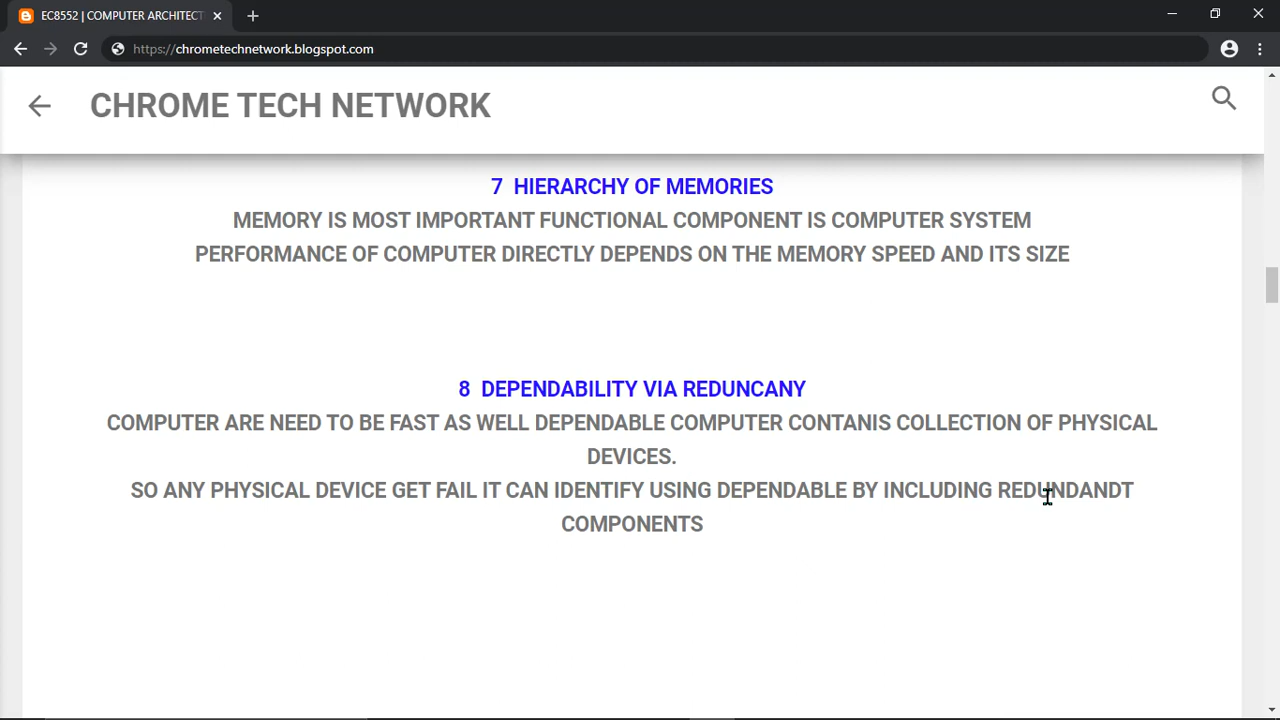 EC8552 | COMPUTER ARCHITECT
https://chrometechnetwork.blogspot.com
CHROME TECH NETWORK
7 HIERARCHY OF MEMORIES
MEMORY IS MOST IMPORTANT FUNCTIONAL COMPONENT IS COMPUTER SYSTEM
PERFORMANCE OF COMPUTER DIRECTLY DEPENDS ON THE MEMORY SPEED AND ITS SIZE
8 DEPENDABILITY VIA REDUNCANY
COMPUTER ARE NEED TO BE FAST AS WELL DEPENDABLE COMPUTER CONTANIS COLLECTION OF PHYSICAL
DEVICES.
SO ANY PHYSICAL DEVICE GET FAIL IT CAN IDENTIFY USING DEPENDABLE BY INCLUDING REDUNDANDT
COMPONENTS